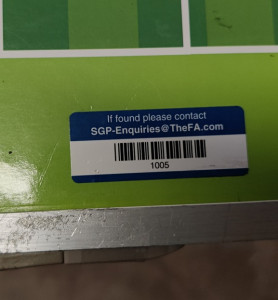 If found please contact
SGP-Enquiries@TheFA.com
1005